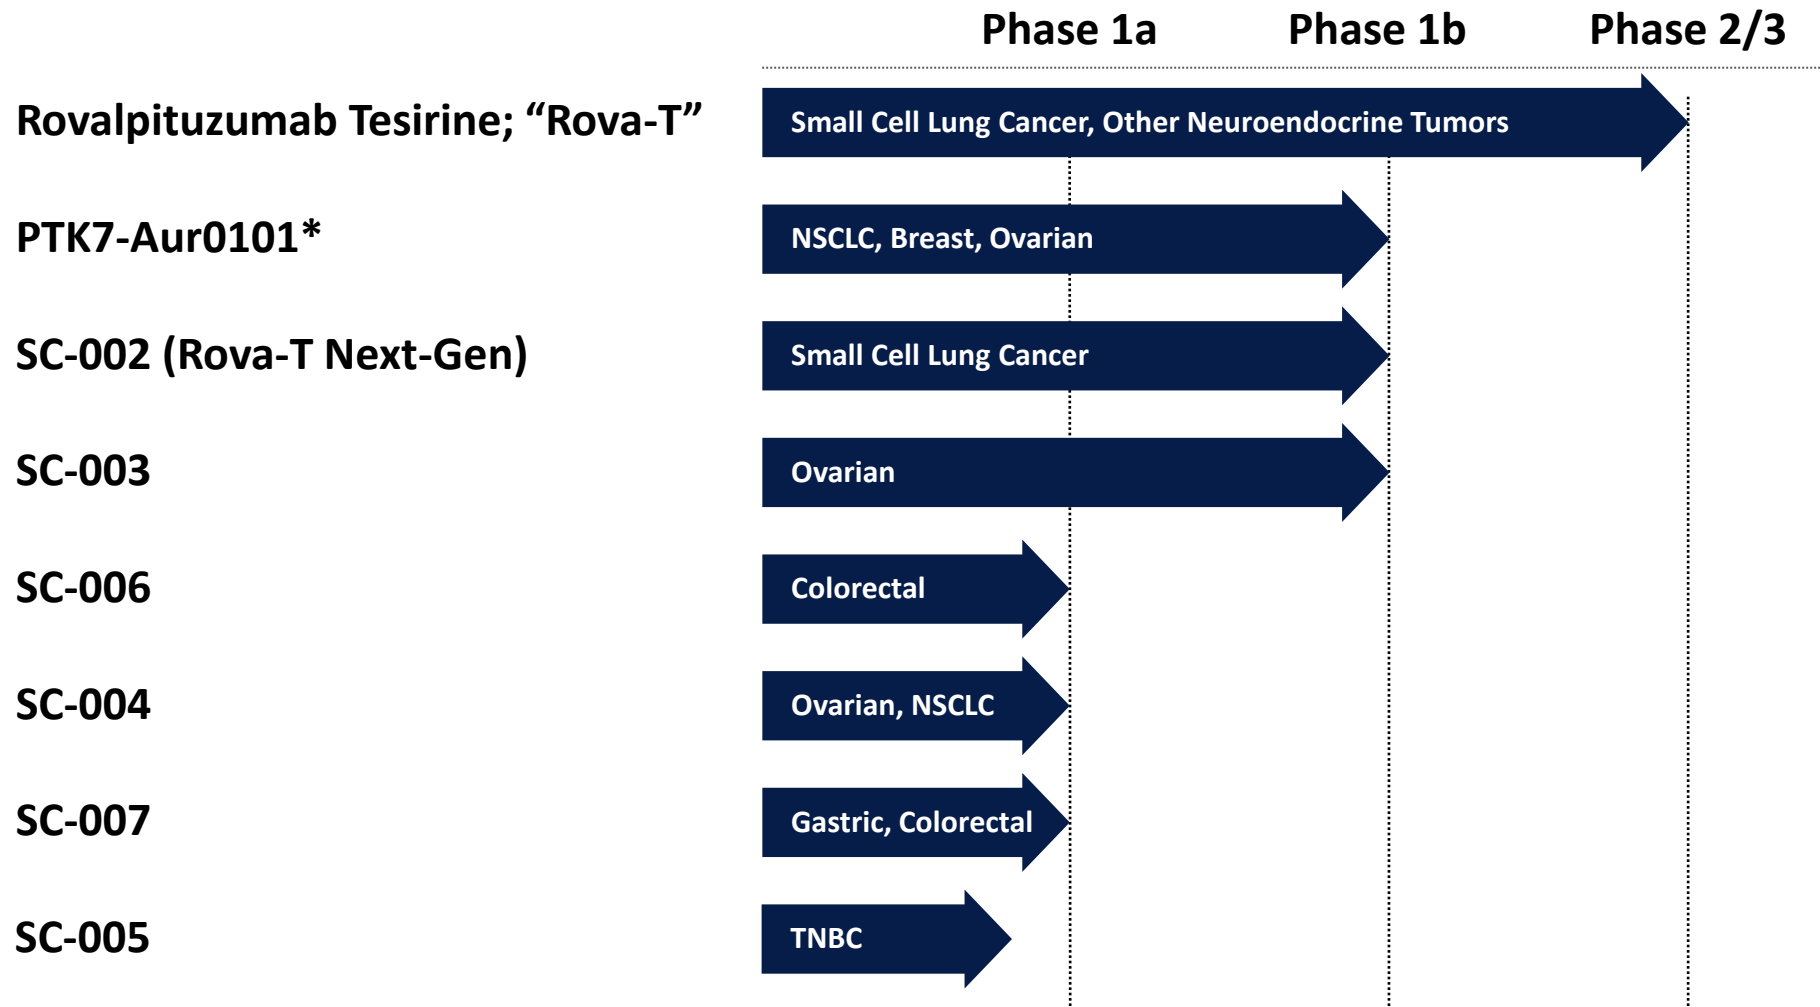 Phase 1a Phase 1b Phase 2/3
Rovalpituzumab Tesirine; “Rova-T” Small Cell Lung Cancer, Other Neuroendocrine Tumors
PTK7-Aur0101* NSCLC, Breast, Ovarian
SC-002 (Rova-T Next-Gen) Small Cell Lung Cancer
SC-003 Ovarian
SC-006 Colorectal
SC-004 Ovarian, NSCLC
SC-007 Gastric, Colorectal
SC-005 TNBC